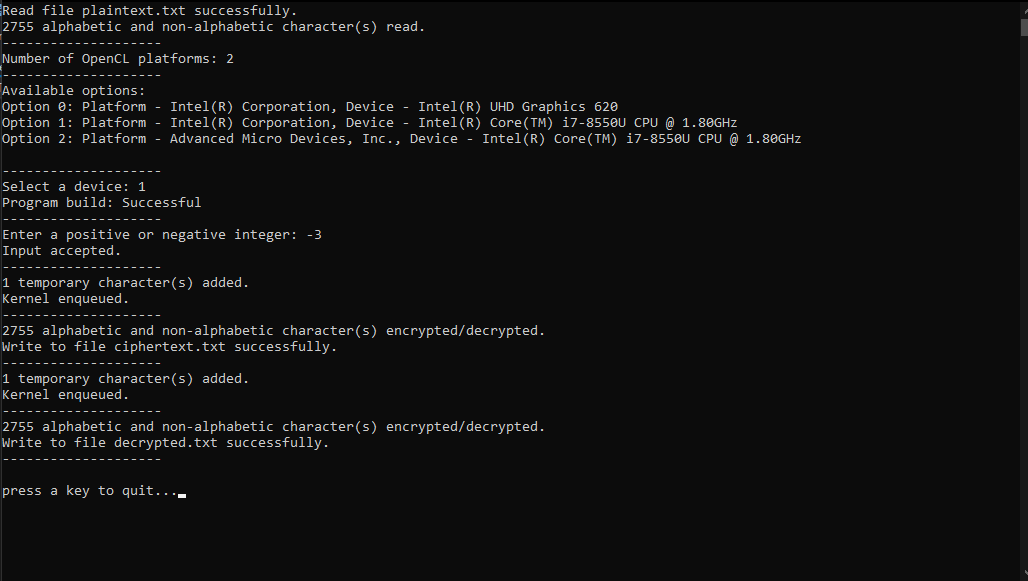 Read file plaintext.txt successfully.
2755 alphabetic and non-alphabetic character(s) read.
--------------------
Number of OpenCL platforms: 2
--------------------
Available options:
Option 0: Platform - Intel(R) Corporation, Device - Intel(R) UHD Graphics 620
Option 1: Platform - Intel(R) Corporation, Device - Intel(R) Core(TM) i7-8550U CPU @ 1.80GHz
Option 2: Platform - Advanced Micro Devices, Inc., Device - Intel(R) Core(TM) i7-8550U CPU @ 1.80GHz
--------------------
Select a device: 1
Program build: Successful
--------------------
Enter a positive or negative integer: -3
Input accepted.
--------------------
1 temporary character(s) added.
Kernel enqueued.
--------------------
2755 alphabetic and non-alphabetic character(s) encrypted/decrypted.
Write to file ciphertext.txt successfully.
--------------------
1 temporary character(s) added.
Kernel enqueued.
--------------------
2755 alphabetic and non-alphabetic character(s) encrypted/decrypted.
Write to file decrypted.txt successfully.
--------------------
press a key to quit...